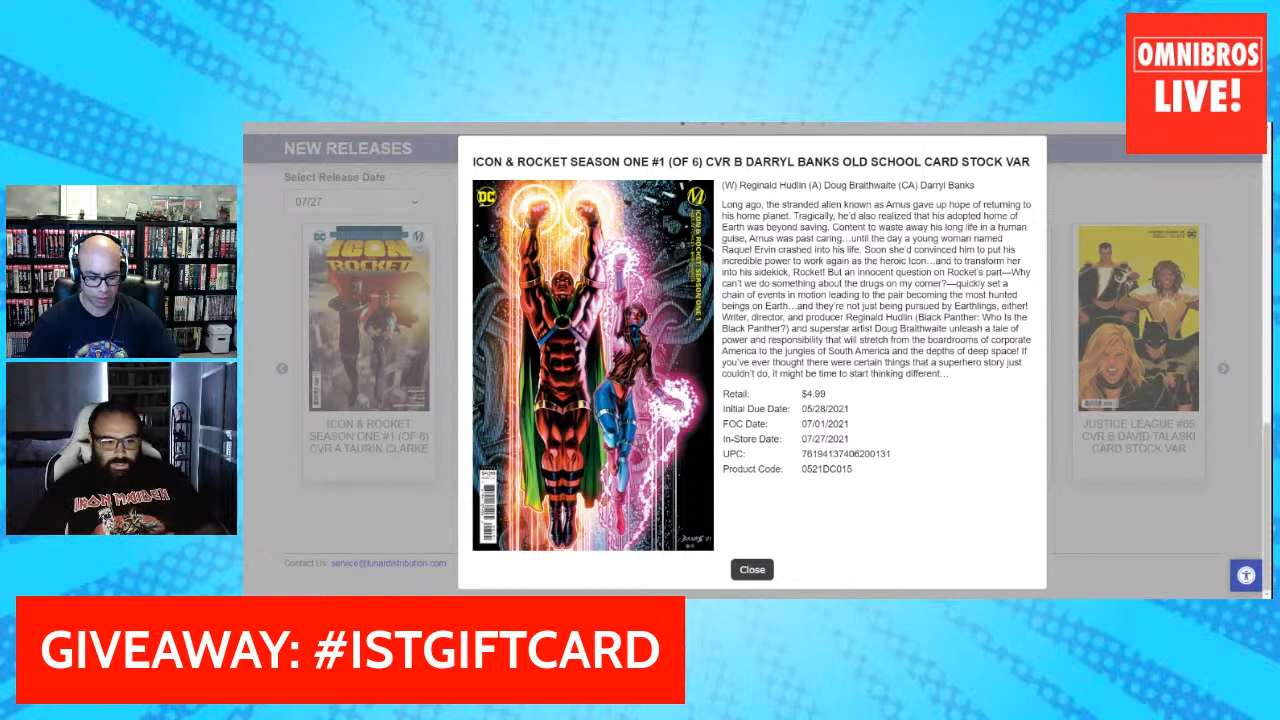 OMNIBROS
LIVE!
NEW RELEASES
Select Release Date
07/27
ICON
ROCKET
ICON & ROCKET
SEASON ONE #1 (OF 6)
CVR A TAURIN CLARKE
ICON & ROCKET SEASON ONE #1 (OF 6) CVR B DARRYL BANKS OLD SCHOOL CARD STOCK VAR
DC
ICON & ROCKET: SEASON ONE
(W) Reginald Hudlin (A) Doug Braithwaite (CA) Darryl Banks
Long ago, the stranded alien known as Arnus gave up hope of returning to
his home planet. Tragically, he'd also realized that his adopted home of
Earth was beyond saving. Content to waste away his long life in a human
guise, Arnus was past caring…until the day a young woman named
Raquel Ervin crashed into his life. Soon she'd convinced him to put his
incredible power to work again as the heroic Icon…and to transform her
into his sidekick, Rocket! But an innocent question on Rocket's part—Why
can't we do something about the drugs on my corner?—quickly set a
chain of events in motion leading to the pair becoming the most hunted
beings on Earth…and they're not just being pursued by Earthlings, either!
Writer, director, and producer Reginald Hudlin (Black Panther: Who Is the
Black Panther?) and superstar artist Doug Braithwaite unleash a tale of
power and responsibility that will stretch from the boardrooms of corporate
America to the jungles of South America and the depths of deep space! If
you've ever thought there were certain things that a superhero story just
couldn't do, it might be time to start thinking different…
Retail: $4.99
Initial Due Date: 05/28/2021
FOC Date: 07/01/2021
In-Store Date: 07/27/2021
UPC: 76194137406200131
Product Code: 0521DC015
Close
JUSTICE LEAGUE #65
CVR B DAVID TALASKI
CARD STOCK VAR
Contact Us: service@lunardistribution.com
IRON MAIDEN
GIVEAWAY: #ISTGIFTCARD